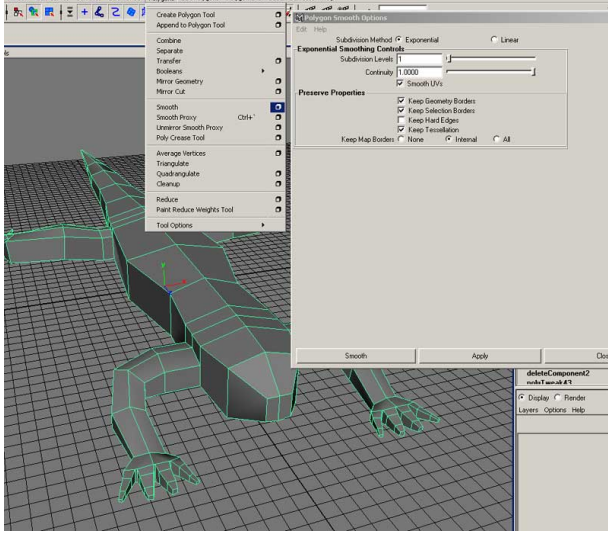 Create Polygon Tool
Append to Polygon Tool
Combine
Separate
Transfer
Booleans
Mirror Geometry
Mirror Cut
Smooth
Smooth Proxy Ctrl+`
Unmirror Smooth Proxy
Poly Crease Tool
Average Vertices
Triangulate
Quadrangulate
Cleanup
Reduce
Paint Reduce Weights Tool
Tool Options
Polygon Smooth Options
Edit Help
Subdivision Method Exponential Linear
Exponential Smoothing Controls
Subdivision Levels 1
Continuity 1.0000
Smooth UVs
Preserve Properties
Keep Geometry Borders
Keep Selection Borders
Keep Hard Edges
Keep Tessellation
Keep Map Borders None Internal All
Smooth Apply Clos
deleteComponent2
polyTweak43
Display Render
Layers Options Help
y